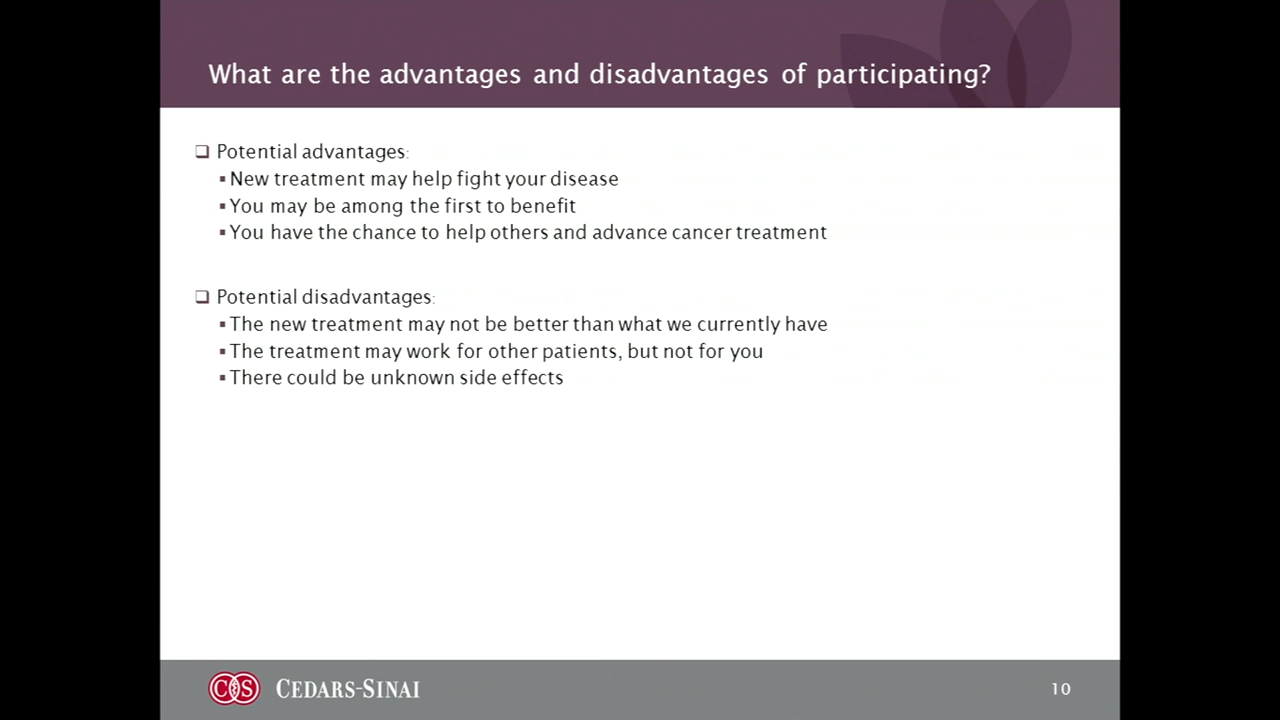 What are the advantages and disadvantages of participating?
❑ Potential advantages:
▪ New treatment may help fight your disease
▪ You may be among the first to benefit
▪ You have the chance to help others and advance cancer treatment
❑ Potential disadvantages:
▪ The new treatment may not be better than what we currently have
▪ The treatment may work for other patients, but not for you
▪ There could be unknown side effects
CS CEDARS-SINAI
10